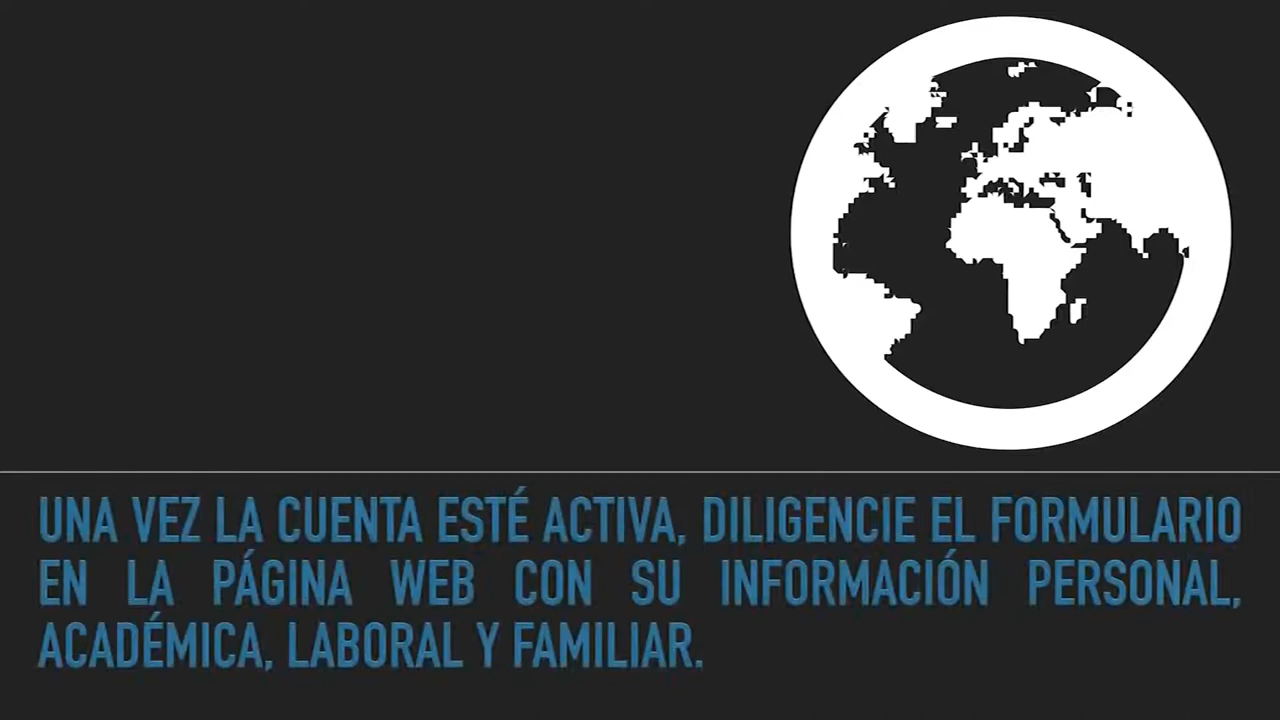 UNA VEZ LA CUENTA ESTÉ ACTIVA, DILIGENCIE EL FORMULARIO
EN LA PÁGINA WEB CON SU INFORMACIÓN PERSONAL,
ACADÉMICA, LABORAL Y FAMILIAR.